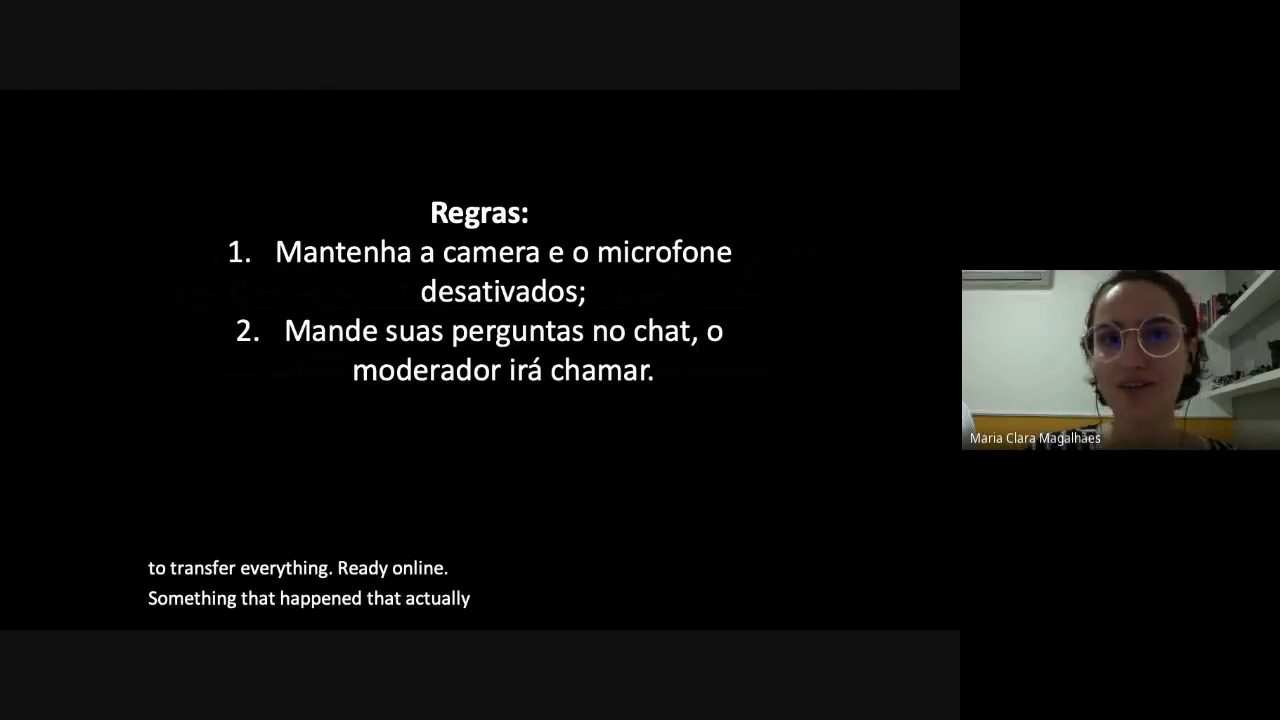 Regras:
1. Mantenha a camera e o microfone
desativados;
2. Mande suas perguntas no chat, o
moderador irá chamar.
Maria Clara Magalhães
to transfer everything. Ready online.
Something that happened that actually